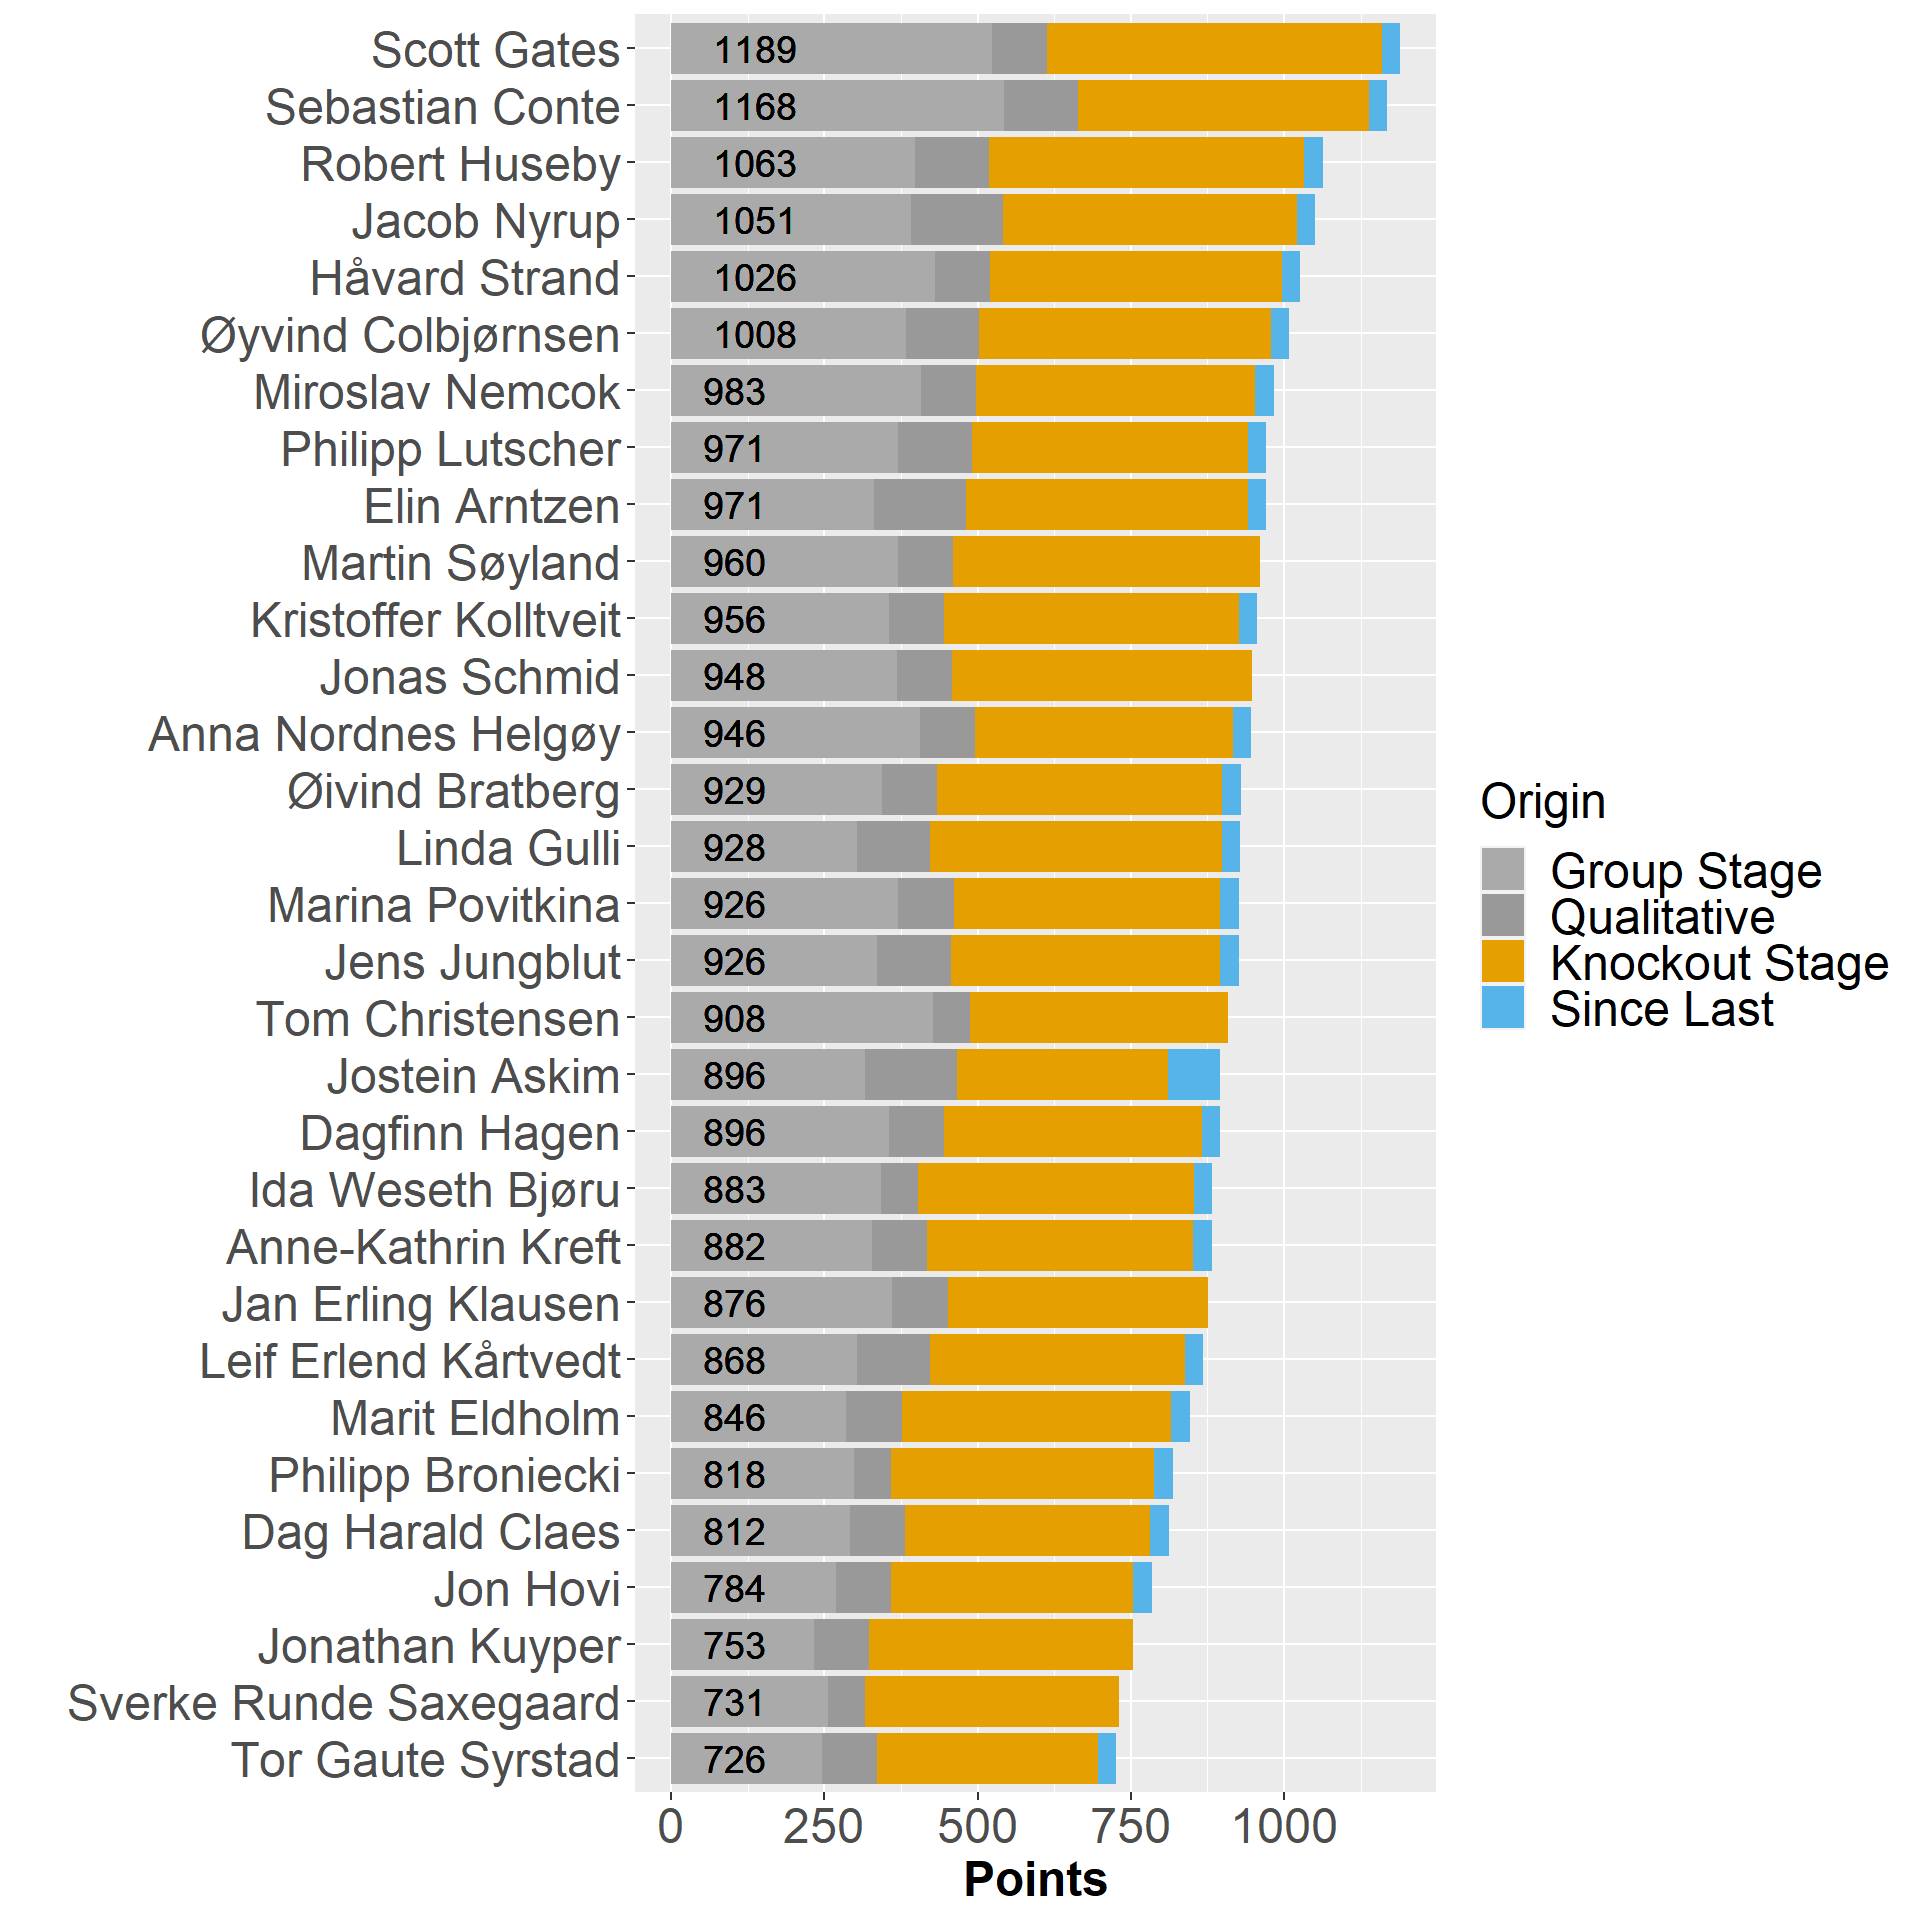 Scott Gates 1189
Sebastian Conte 1168
Robert Huseby 1063
Jacob Nyrup 1051
Håvard Strand 1026
Øyvind Colbjørnsen 1008
Miroslav Nemcok 983
Philipp Lutscher 971
Elin Arntzen 971
Martin Søyland 960
Kristoffer Kolltveit 956
Jonas Schmid 948
Anna Nordnes Helgøy 946
Øivind Bratberg 929
Linda Gulli 928
Marina Povitkina 926
Jens Jungblut 926
Tom Christensen 908
Jostein Askim 896
Dagfinn Hagen 896
Ida Weseth Bjøru 883
Anne-Kathrin Kreft 882
Jan Erling Klausen 876
Leif Erlend Kårtvedt 868
Marit Eldholm 846
Philipp Broniecki 818
Dag Harald Claes 812
Jon Hovi 784
Jonathan Kuyper 753
Sverke Runde Saxegaard 731
Tor Gaute Syrstad 726
0 250 500 750 1000
Points
Origin
Group Stage
Qualitative
Knockout Stage
Since Last